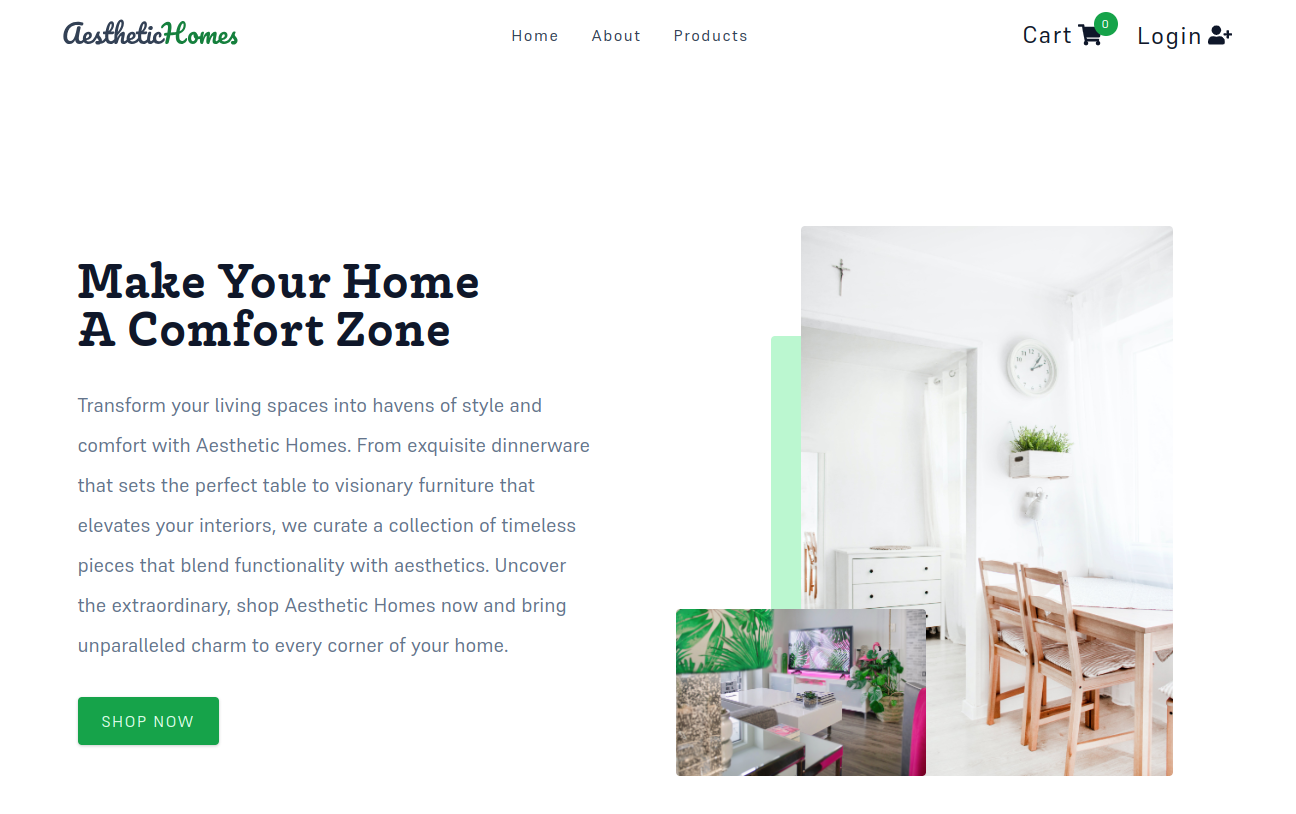 AestheticHomes
Home About Products
Cart 0 Login
Make Your Home
A Comfort Zone
Transform your living spaces into havens of style and
comfort with Aesthetic Homes. From exquisite dinnerware
that sets the perfect table to visionary furniture that
elevates your interiors, we curate a collection of timeless
pieces that blend functionality with aesthetics. Uncover
the extraordinary, shop Aesthetic Homes now and bring
unparalleled charm to every corner of your home.
SHOP NOW